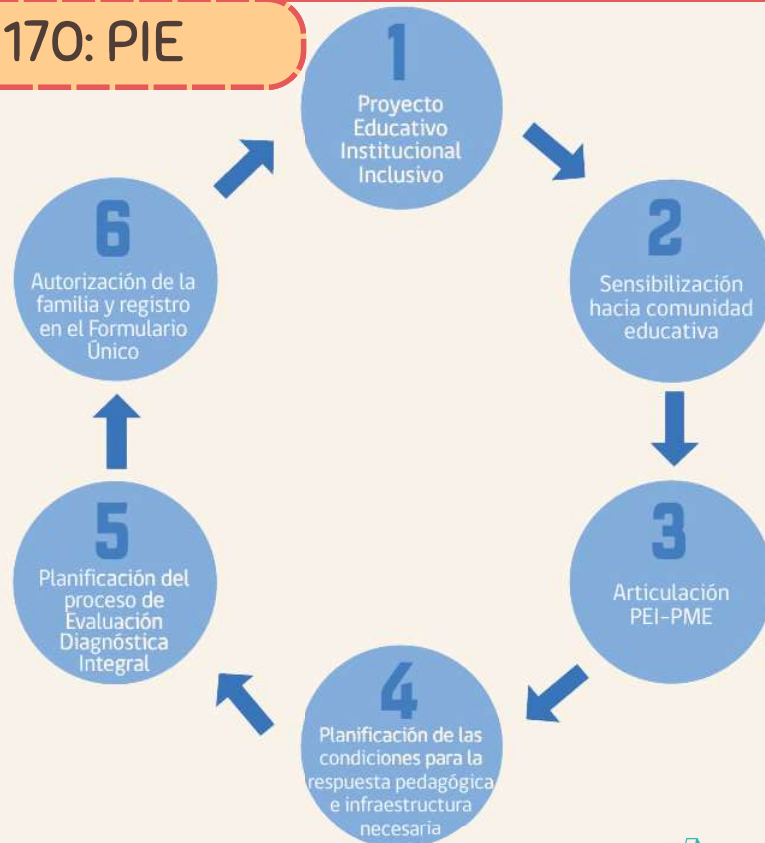 170: PIE
1
Proyecto
Educativo
Institucional
Inclusivo
2
Sensibilización
hacia comunidad
educativa
3
Articulación
PEI-PME
4
Planificación de las
condiciones para la
respuesta pedagógica
e infraestructura
necesaria
5
Planificación del
proceso de
Evaluación
Diagnóstica
Integral
6
Autorización de la
familia y registro
en el Formulario
Único